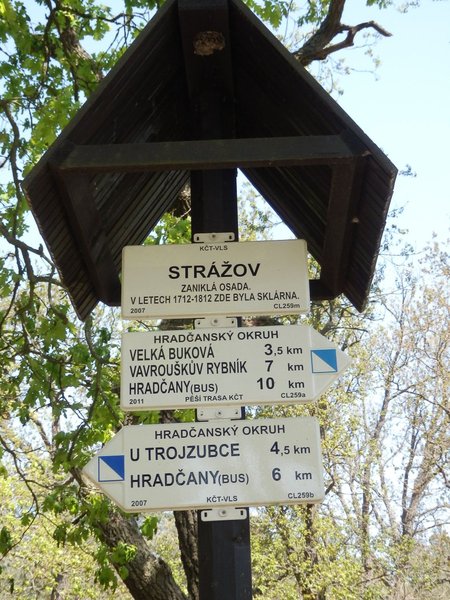 KČT-VLS
STRÁŽOV
ZANIKLÁ OSADA.
V LETECH 1712-1812 ZDE BYLA SKLÁRNA.
2007 CL259m
HRADČANSKÝ OKRUH
VELKÁ BUKOVÁ 3,5 km
VAVROUŠKŮV RYBNÍK 7 km
HRADČANY(BUS) 10 km
2011 PĚŠÍ TRASA KČT CL259a
HRADČANSKÝ OKRUH
U TROJZUBCE 4,5 km
HRADČANY(BUS) 6 km
2007 KČT-VLS CL259b